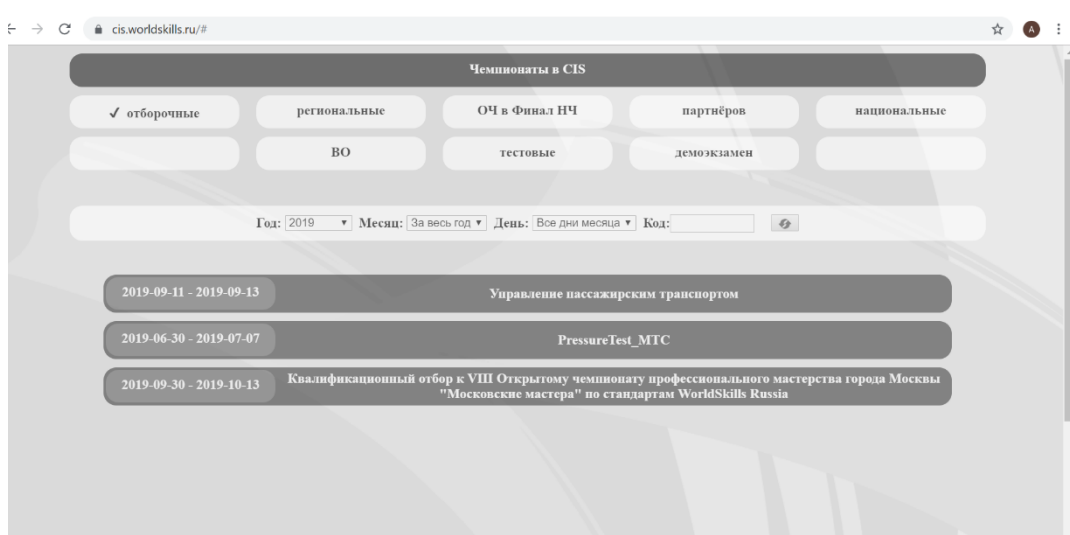 cis.worldskills.ru/#
A
Чемпионаты в CIS
✓ отборочные региональные ОЧ в Финал НЧ партнёров национальные
ВО тестовые демоэкзамен
Год: 2019 Месяц: За весь год День: Все дни месяца Код:
2019-09-11 - 2019-09-13 Управление пассажирским транспортом
2019-06-30 - 2019-07-07 PressureTest_MTC
2019-09-30 - 2019-10-13 Квалификационный отбор к VIII Открытому чемпионату профессионального мастерства города Москвы
"Московские мастера" по стандартам WorldSkills Russia